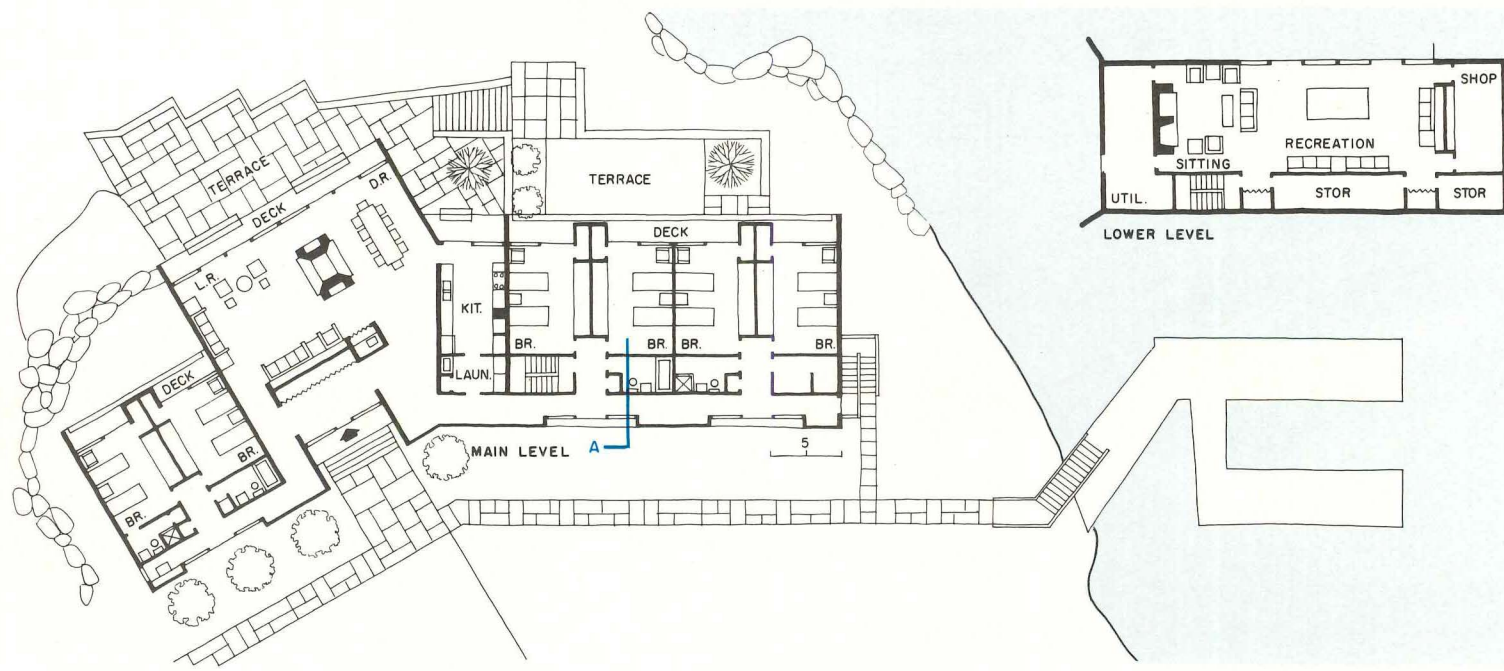 TERRACE
DECK
D.R.
L.R.
TERRACE
DECK
KIT.
LAUN.
BR.
BR.
BR.
BR.
DECK
BR.
BR.
MAIN LEVEL
A
5
SHOP
RECREATION
SITTING
UTIL.
STOR
STOR
LOWER LEVEL